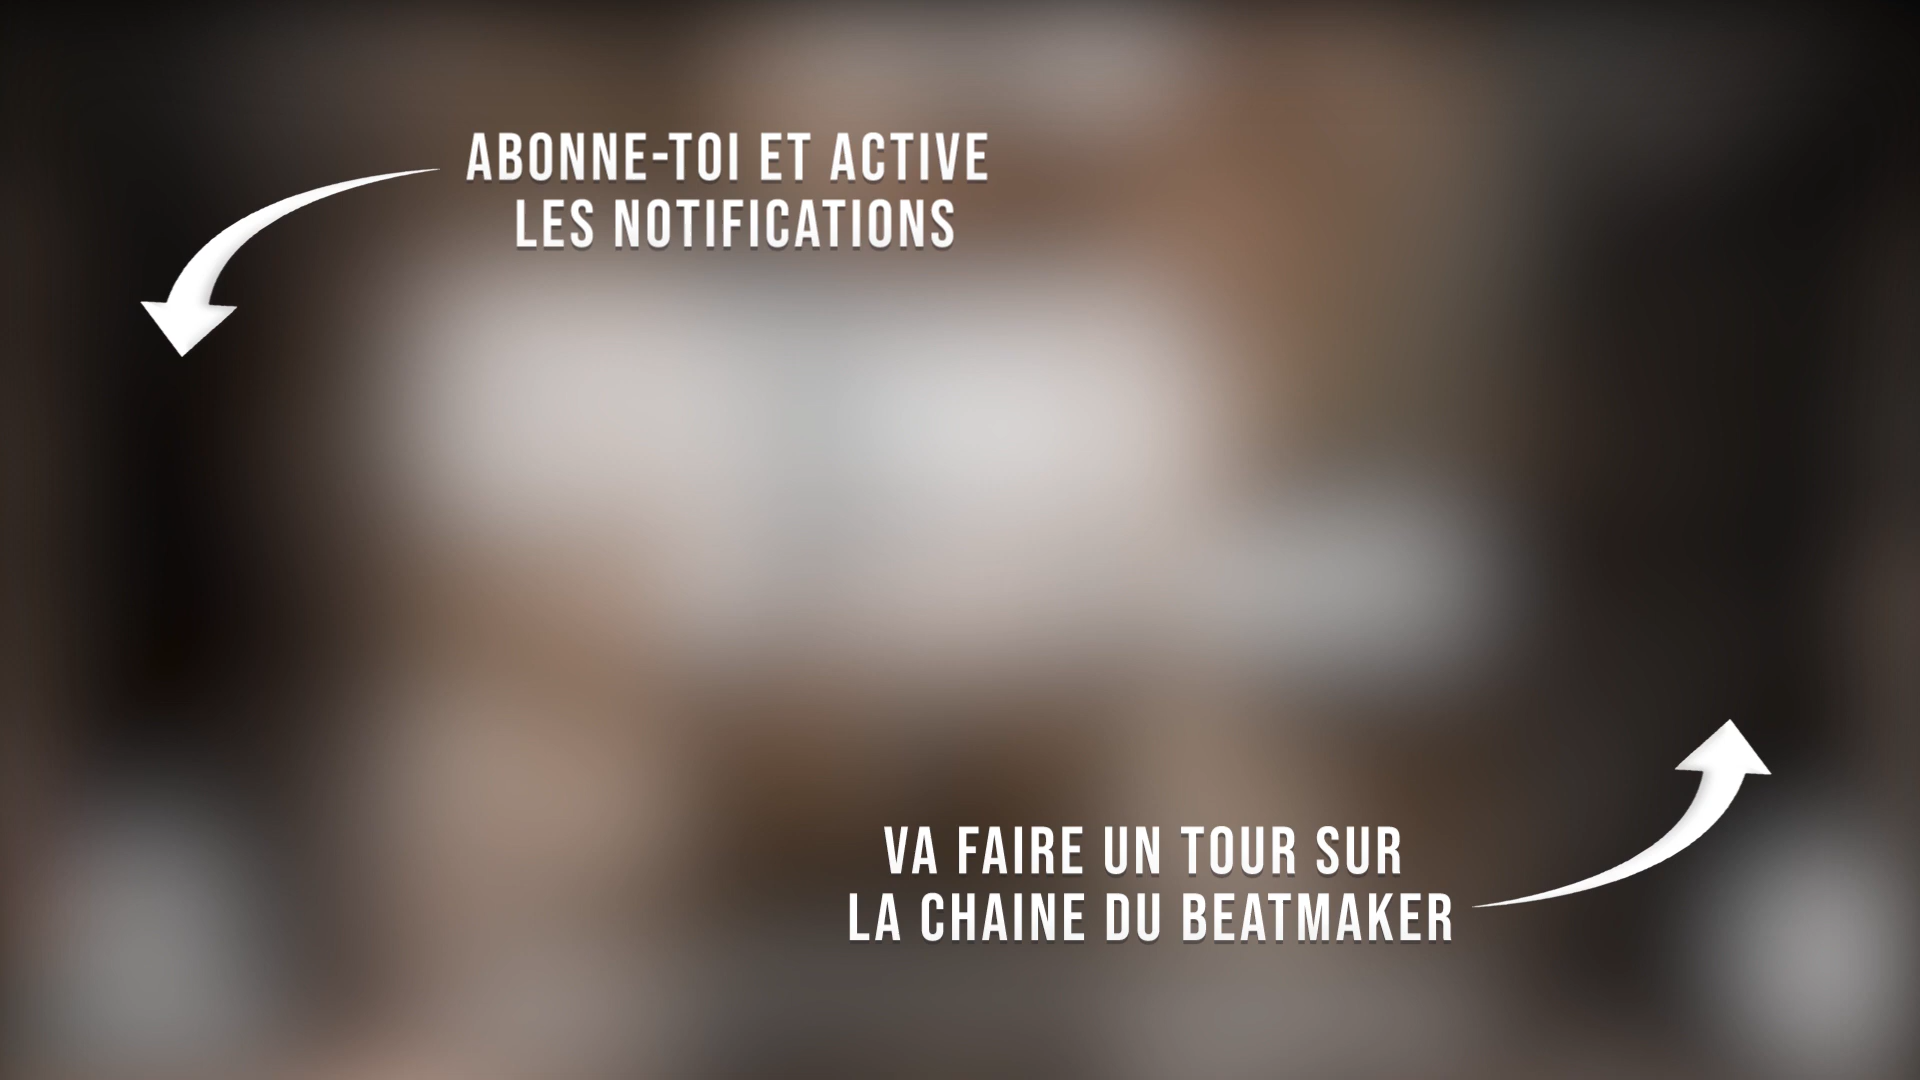 ABONNE-TOI ET ACTIVE
LES NOTIFICATIONS
VA FAIRE UN TOUR SUR
LA CHAINE DU BEATMAKER